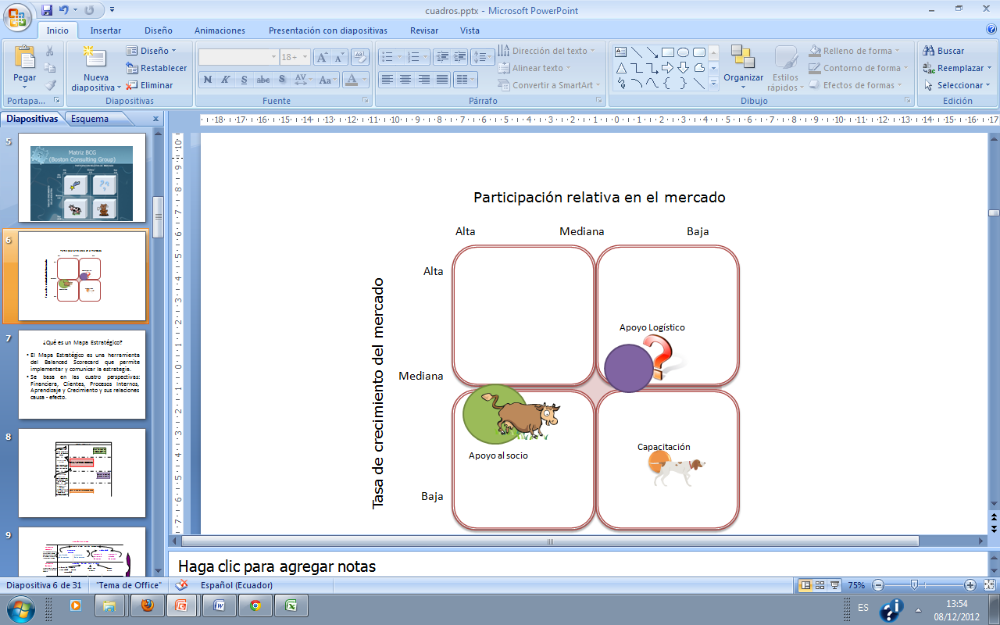 cuadros.pptx - Microsoft PowerPoint
Inicio Insertar Diseño Animaciones Presentación con diapositivas Revisar Vista
Pegar
Portapa...
Nueva
diapositiva
Diseño
Restablecer
Eliminar
Diapositivas
18
N K S abc S AV Aa A
Fuente
Dirección del texto
Alinear texto
Convertir a SmartArt
Párrafo
Organizar
Estilos
rápidos
Relleno de forma
Contorno de forma
Efectos de formas
Dibujo
Buscar
Reemplazar
Seleccionar
Edición
Diapositivas Esquema
5
Matriz BCG
(Boston Consulting Group)
6
7
¿Qué es un Mapa Estratégico?
• El Mapa Estratégico es una herramienta
del Balanced Scorecard que permite
implementar y comunicar la estrategia.
• Se basa en las cuatro perspectivas:
Financiera, Clientes, Procesos Internos,
Aprendizaje y Crecimiento y sus relaciones
causa - efecto.
8
9
Participación relativa en el mercado
Alta Mediana Baja
Tasa de crecimiento del mercado
Alta
Mediana
Baja
Apoyo Logístico
Apoyo al socio
Capacitación
Haga clic para agregar notas
Diapositiva 6 de 31 "Tema de Office" Español (Ecuador) 75%
ES 13:54
08/12/2012